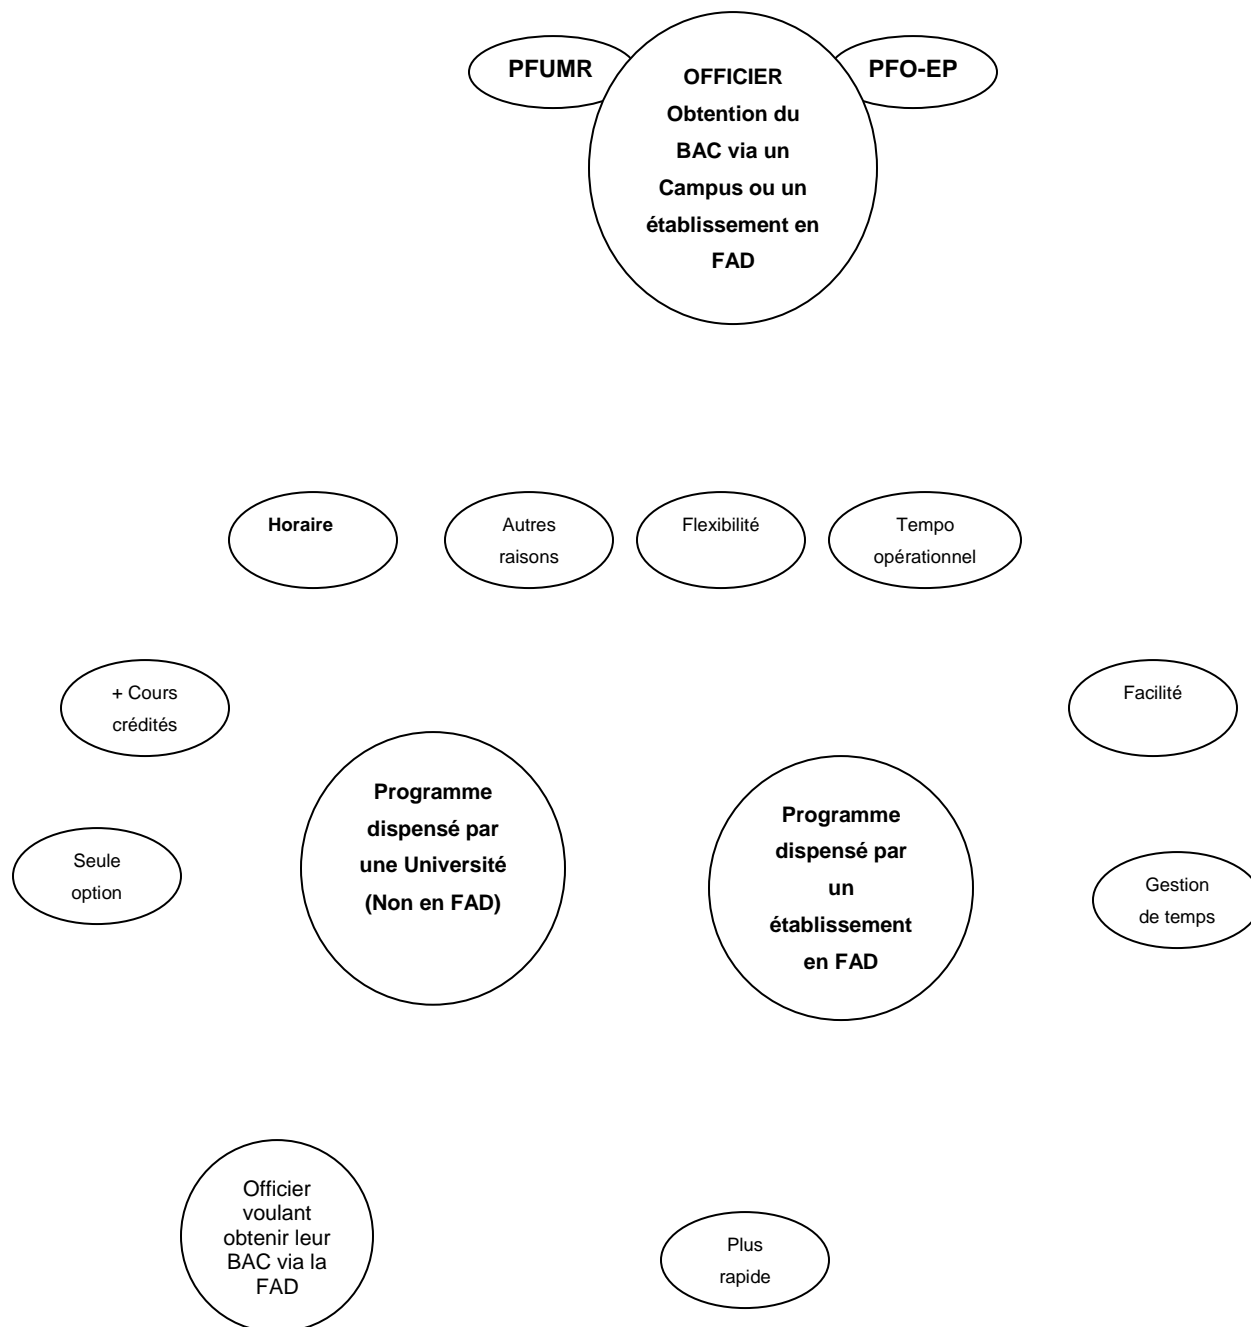 PFUMR
OFFICIER
Obtention du
BAC via un
Campus ou un
établissement en
FAD
PFO-EP
Horaire
Autres
raisons
Flexibilité
Tempo
opérationnel
+ Cours
crédités
Facilité
Programme
dispensé par
une Université
(Non en FAD)
Programme
dispensé par
un
établissement
en FAD
Seule
option
Gestion
de temps
Officier
voulant
obtenir leur
BAC via la
FAD
Plus
rapide